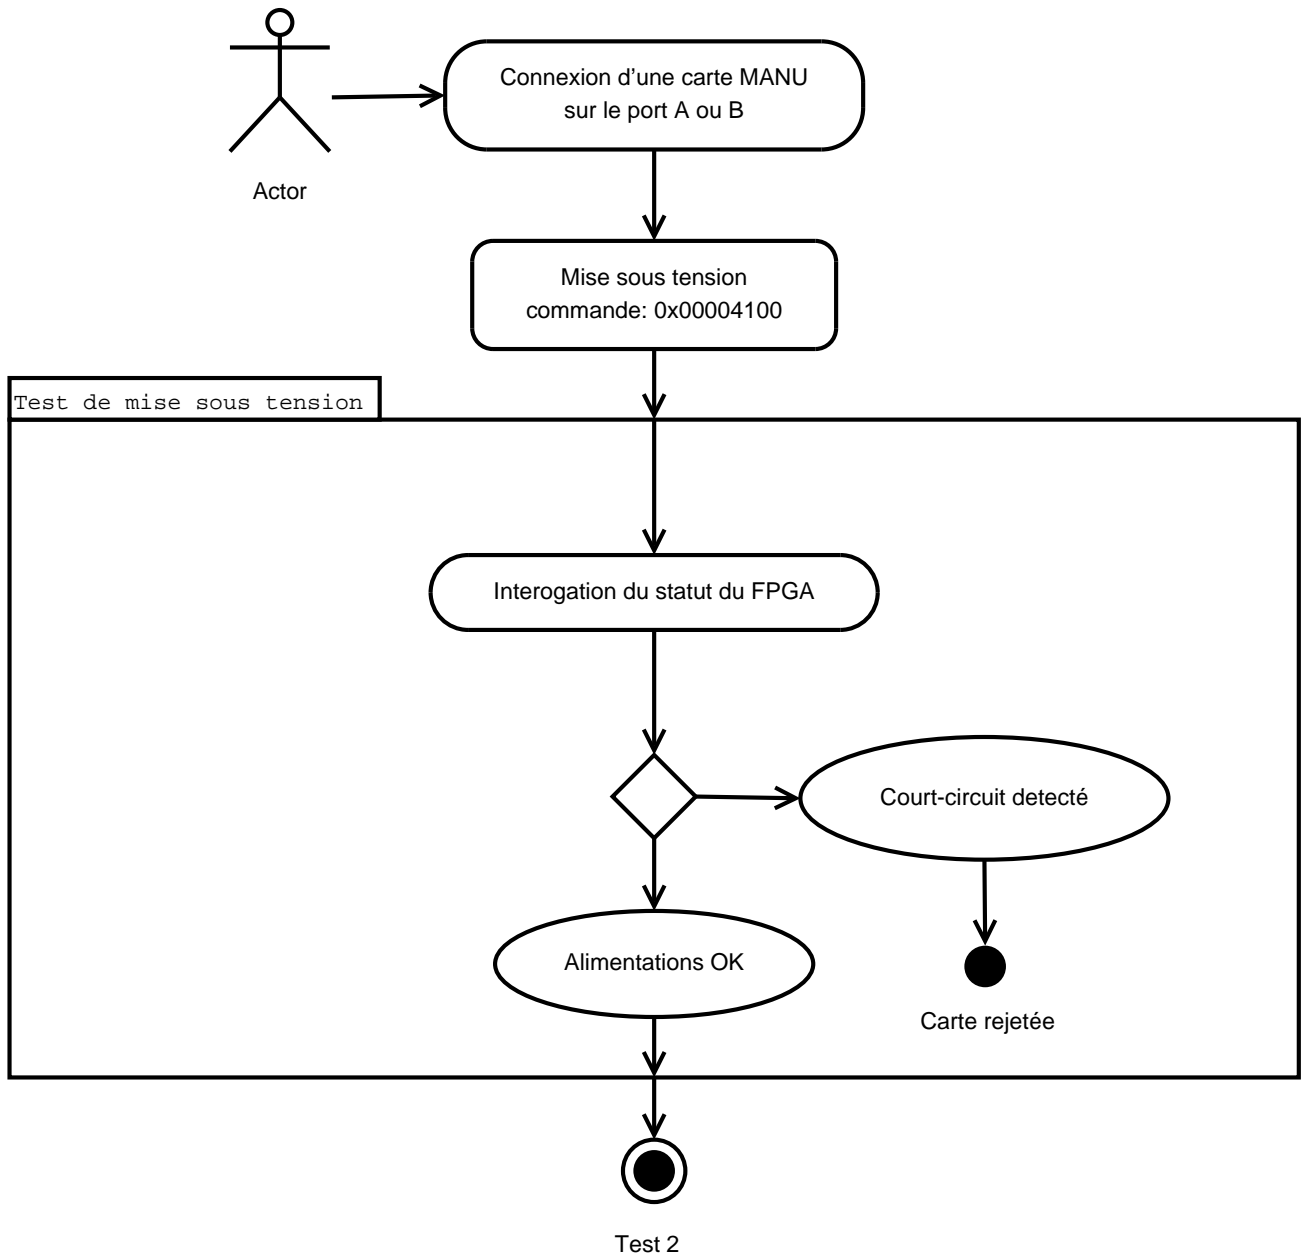 Connexion d’une carte MANU
sur le port A ou B
Actor
Mise sous tension
commande: 0x00004100
Test de mise sous tension
Interogation du statut du FPGA
Court-circuit detecté
Alimentations OK
Carte rejetée
Test 2